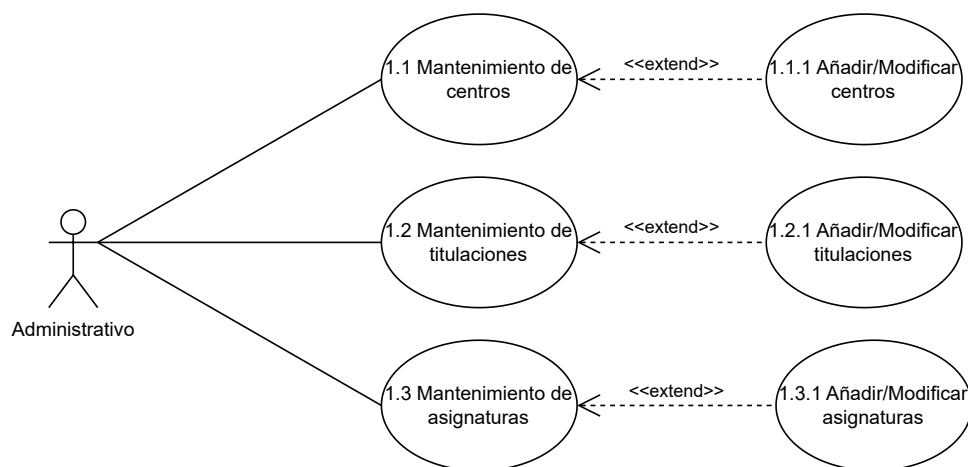 1.1 Mantenimiento de
centros
<<extend>>
1.1.1 Añadir/Modificar
centros
1.2 Mantenimiento de
titulaciones
<<extend>>
1.2.1 Añadir/Modificar
titulaciones
Administrativo
1.3 Mantenimiento de
asignaturas
<<extend>>
1.3.1 Añadir/Modificar
asignaturas